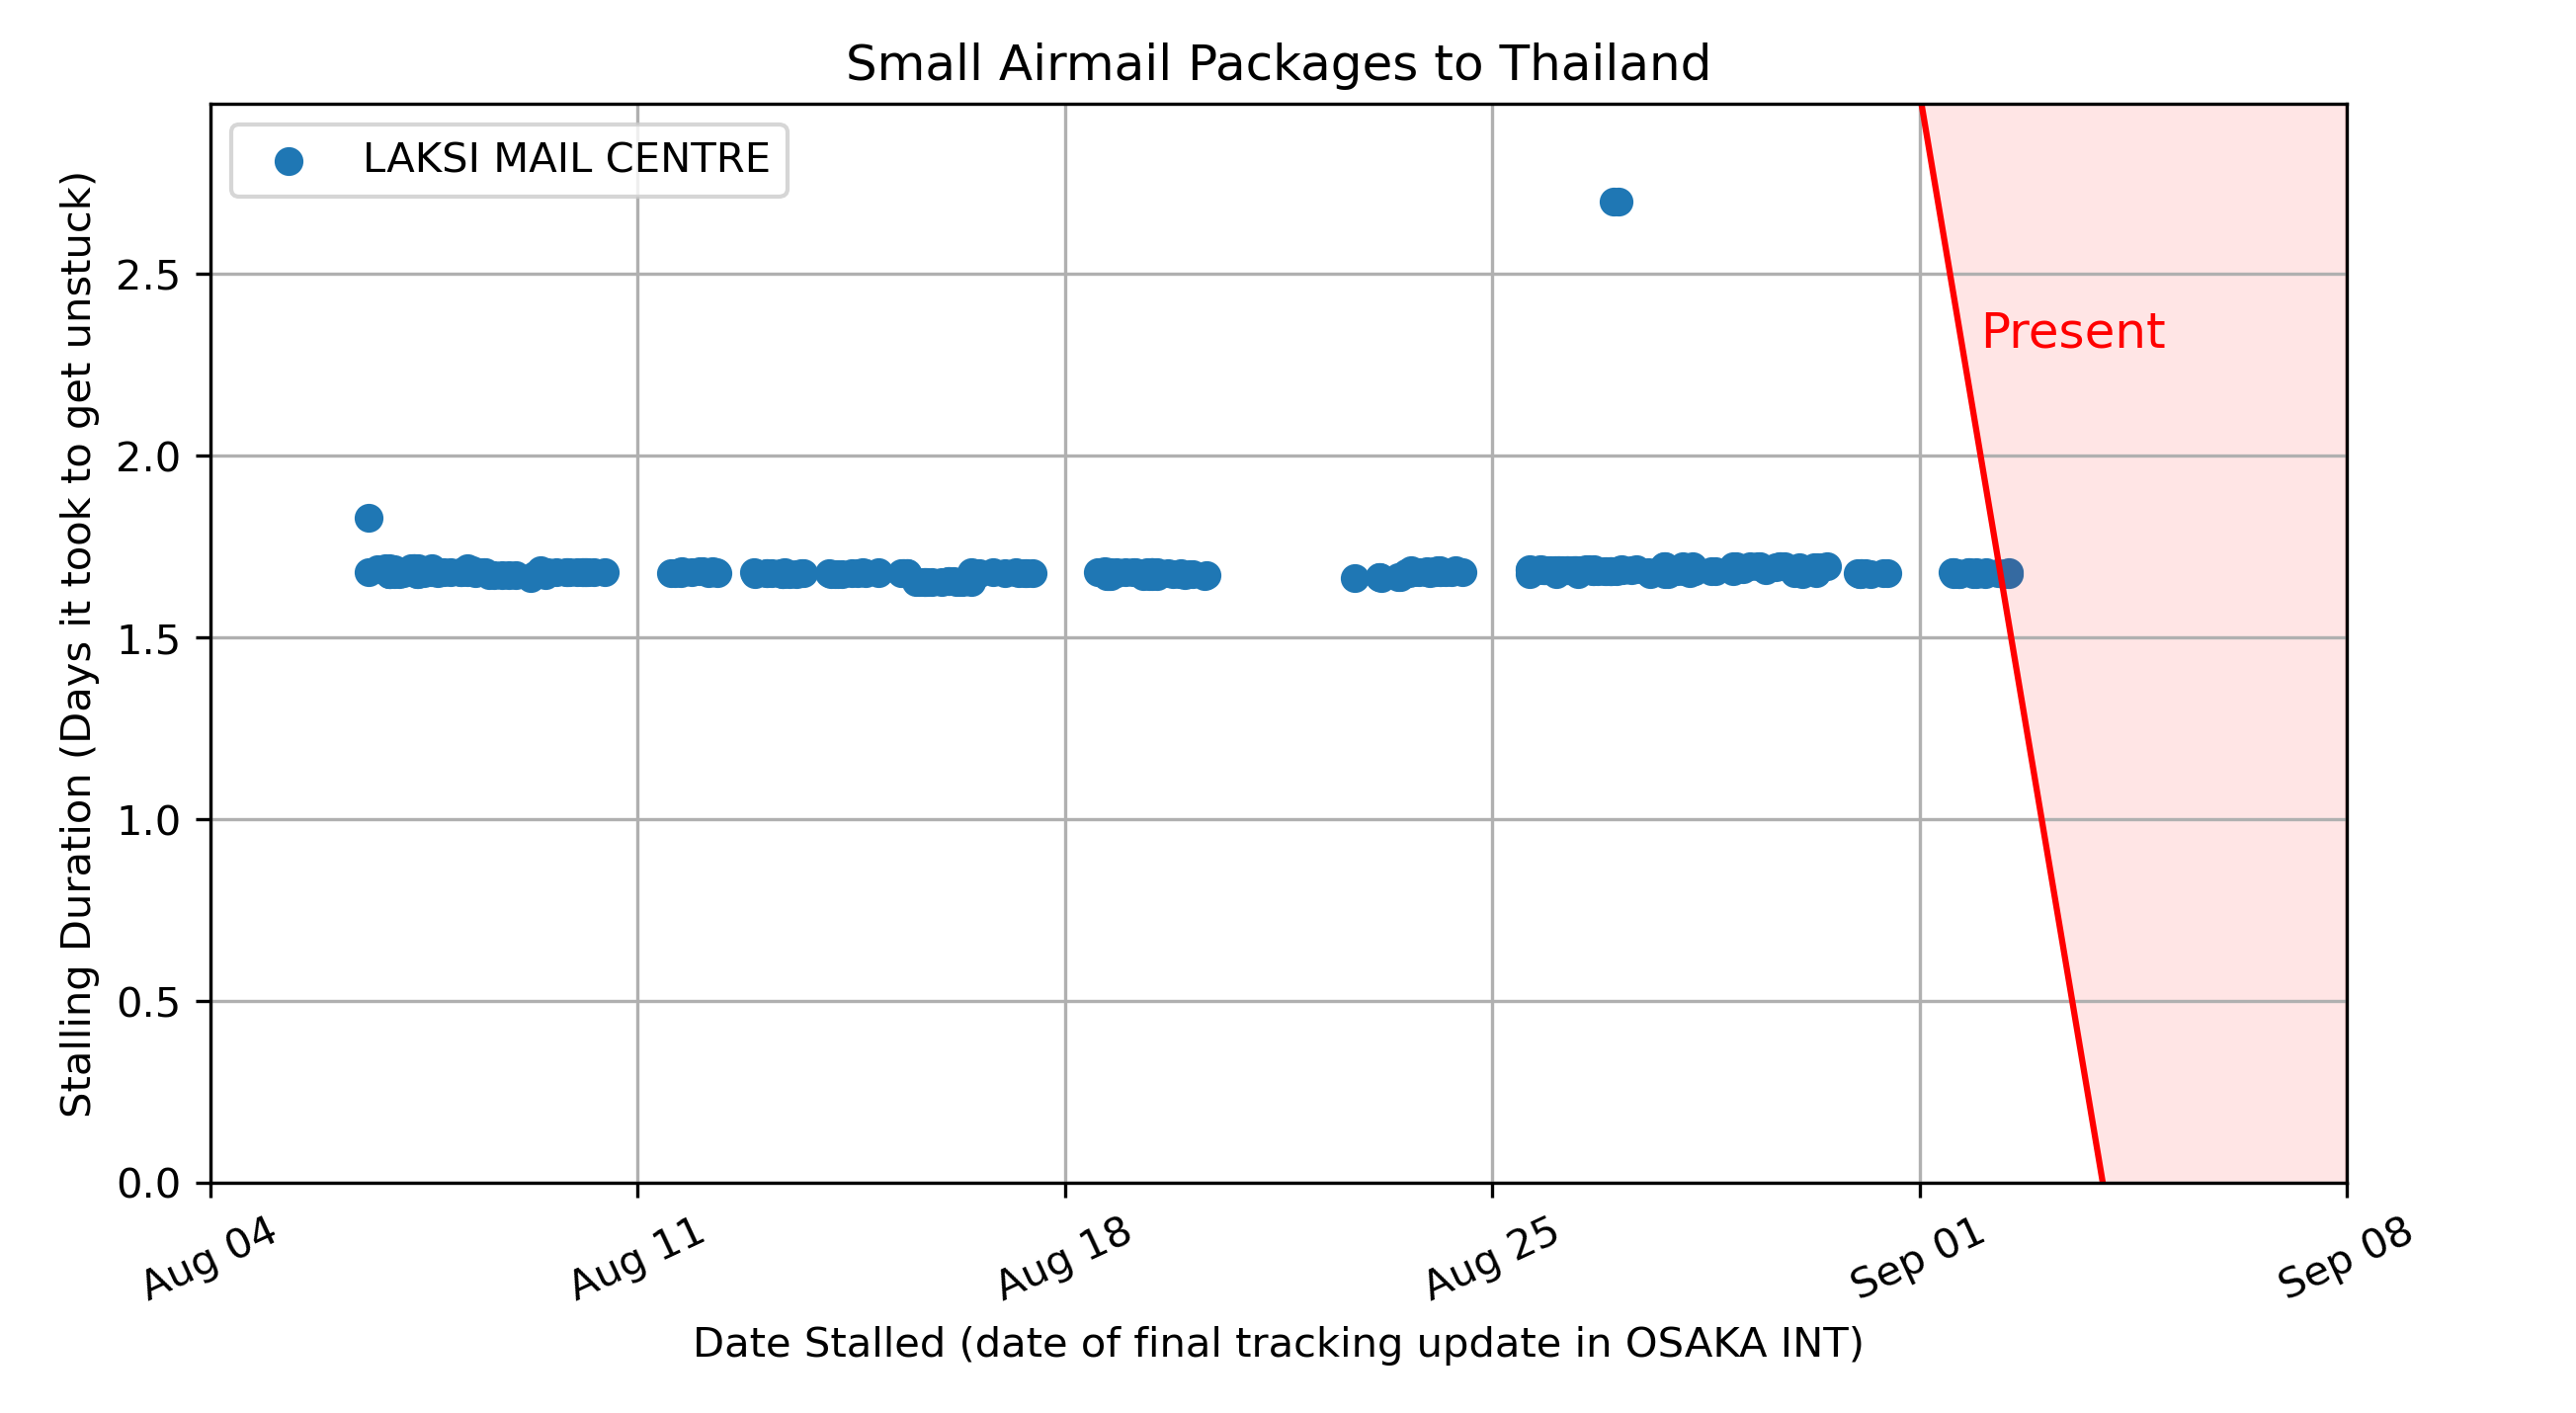 Small Airmail Packages to Thailand
LAKSI MAIL CENTRE
Present
Stalling Duration (Days it took to get unstuck)
2.5
2.0
1.5
1.0
0.5
0.0
Aug 04
Aug 11
Aug 18
Aug 25
Sep 01
Sep 08
Date Stalled (date of final tracking update in OSAKA INT)